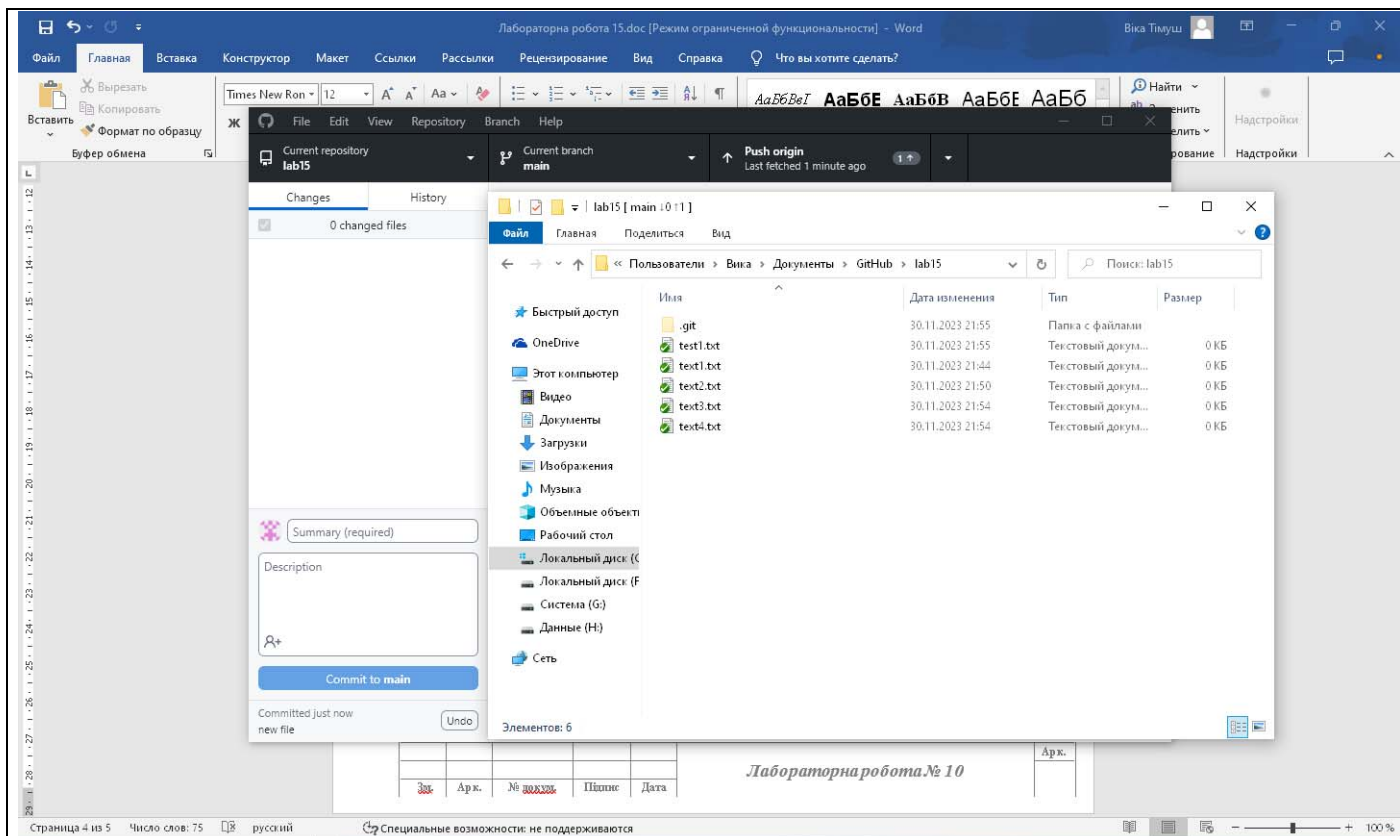 Лабораторна робота 15.doc [Режим ограниченной функциональности] - Word
Віка Тімуш
Файл Главная Вставка Конструктор Макет Ссылки Рассылки Рецензирование Вид Справка Что вы хотите сделать?
Вставить
Вырезать
Копировать
Формат по образцу
Буфер обмена
Times New Ron 12
Ж
АаБбВвГ АаБбЕ АаБбВ АаБбЕ АаБб
Найти
Надстройки
Надстройки
File Edit View Repository Branch Help
Current repository
lab15
Current branch
main
Push origin
Last fetched 1 minute ago
1
Changes History
0 changed files
Summary (required)
Description
Commit to main
Committed just now
new file
Undo
lab15 [ main ↓0 ↑1 ]
Файл Главная Поделиться Вид
« Пользователи › Вика › Документы › GitHub › lab15
Поиск: lab15
Быстрый доступ
OneDrive
Этот компьютер
Видео
Документы
Загрузки
Изображения
Музыка
Объемные объекты
Рабочий стол
Локальный диск (C
Локальный диск (F
Система (G:)
Данные (H:)
Сеть
Имя Дата изменения Тип Размер
.git 30.11.2023 21:55 Папка с файлами
test1.txt 30.11.2023 21:55 Текстовый докум... 0 КБ
text1.txt 30.11.2023 21:44 Текстовый докум... 0 КБ
text2.txt 30.11.2023 21:50 Текстовый докум... 0 КБ
text3.txt 30.11.2023 21:54 Текстовый докум... 0 КБ
text4.txt 30.11.2023 21:54 Текстовый докум... 0 КБ
Элементов: 6
Зм. Арк. № докум. Підпис Дата
Лабораторна робота № 10
Арк.
Страница 4 из 5 Число слов: 75 русский Специальные возможности: не поддерживаются
100 %